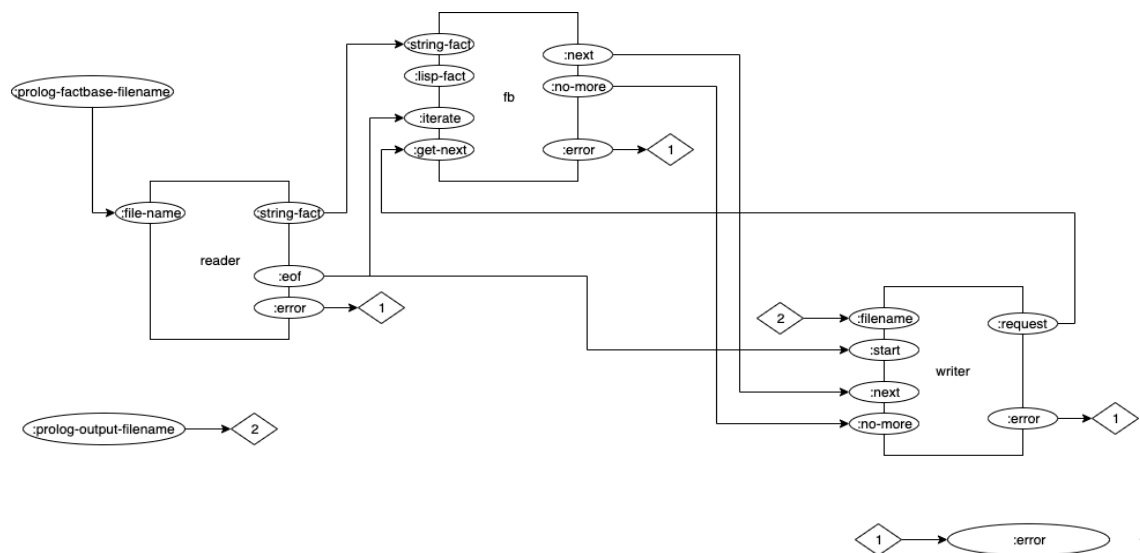 :string-fact
:next
:lisp-fact
:no-more
fb
:prolog-factbase-filename
:iterate
:get-next
:error
1
:file-name
:string-fact
reader
:eof
:error
1
2
:filename
:request
:start
writer
:next
:no-more
:error
1
:prolog-output-filename
2
1
:error